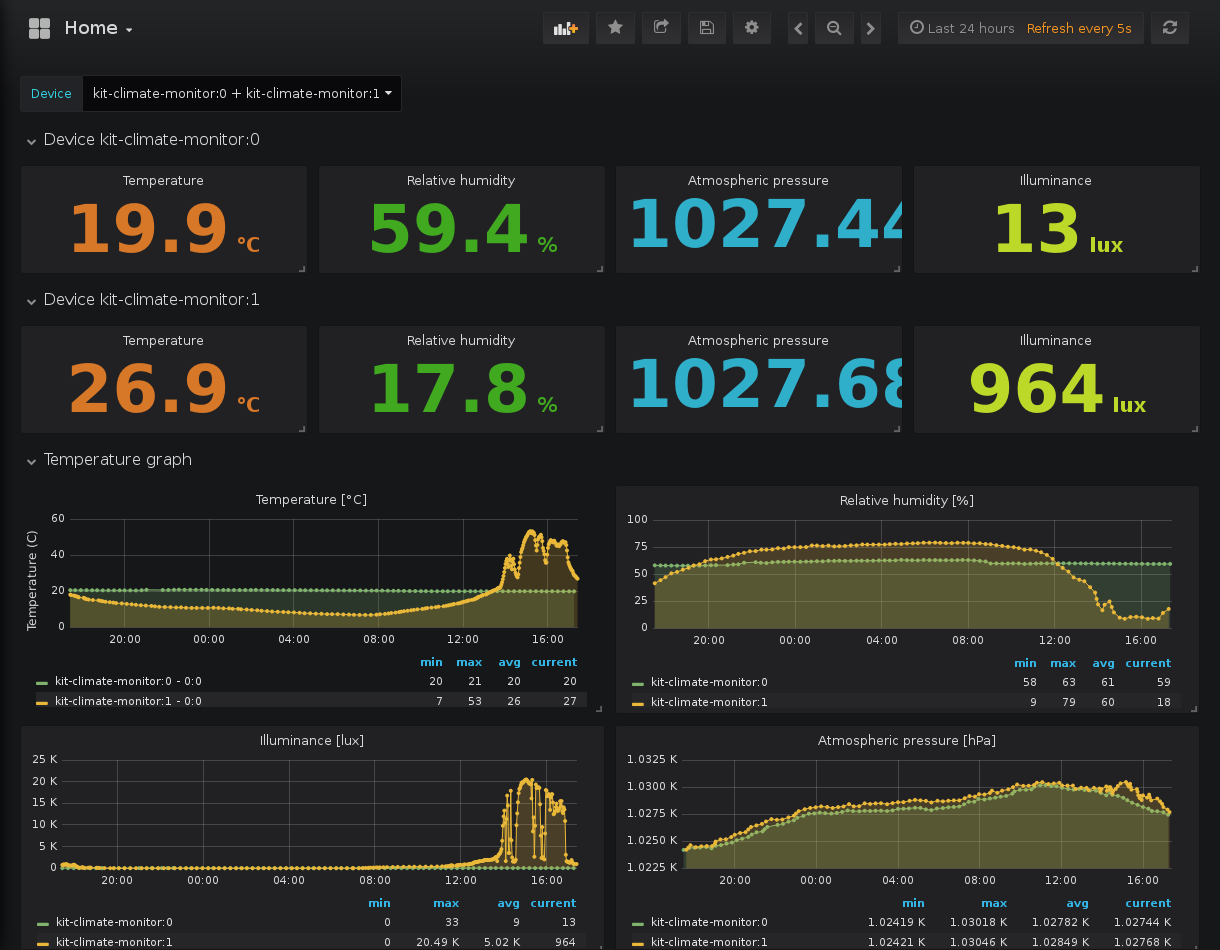 Home
Last 24 hours Refresh every 5s
Device kit-climate-monitor:0 + kit-climate-monitor:1
Device kit-climate-monitor:0
Temperature Relative humidity Atmospheric pressure Illuminance
19.9 °C 59.4 % 1027.44 13 lux
Device kit-climate-monitor:1
Temperature Relative humidity Atmospheric pressure Illuminance
26.9 °C 17.8 % 1027.68 964 lux
Temperature graph
Temperature [°C]
Temperature (C)
60
40
20
0
20:00 00:00 04:00 08:00 12:00 16:00
min max avg current
kit-climate-monitor:0 - 0:0 20 21 20 20
kit-climate-monitor:1 - 0:0 7 53 26 27
Relative humidity [%]
100
75
50
25
0
20:00 00:00 04:00 08:00 12:00 16:00
min max avg current
kit-climate-monitor:0 58 63 61 59
kit-climate-monitor:1 9 79 60 18
Illuminance [lux]
25 K
20 K
15 K
10 K
5 K
0
20:00 00:00 04:00 08:00 12:00 16:00
min max avg current
kit-climate-monitor:0 0 33 9 13
kit-climate-monitor:1 0 20.49 K 5.02 K 964
Atmospheric pressure [hPa]
1.0325 K
1.0300 K
1.0275 K
1.0250 K
1.0225 K
20:00 00:00 04:00 08:00 12:00 16:00
min max avg current
kit-climate-monitor:0 1.02419 K 1.03018 K 1.02782 K 1.02744 K
kit-climate-monitor:1 1.02421 K 1.03046 K 1.02849 K 1.02768 K